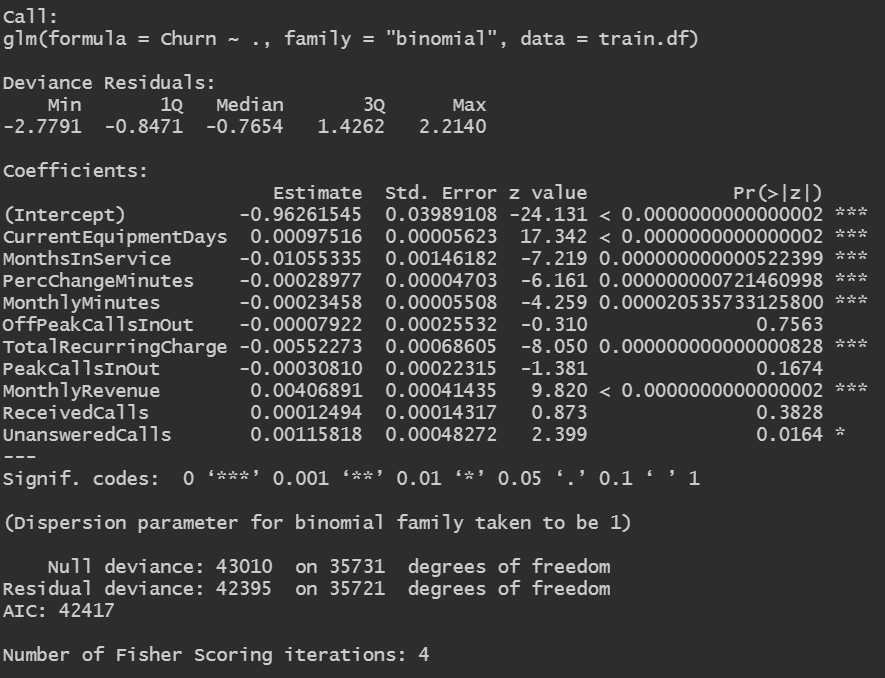 Call:
glm(formula = Churn ~ ., family = "binomial", data = train.df)
Deviance Residuals:
    Min       1Q   Median       3Q      Max
-2.7791  -0.8471  -0.7654   1.4262   2.2140
Coefficients:
                        Estimate  Std. Error z value             Pr(>|z|)
(Intercept)          -0.96261545  0.03989108 -24.131 < 0.0000000000000002 ***
CurrentEquipmentDays  0.00097516  0.00005623  17.342 < 0.0000000000000002 ***
MonthsInService      -0.01055335  0.00146182  -7.219 0.000000000000522399 ***
PercChangeMinutes    -0.00028977  0.00004703  -6.161 0.000000000721460998 ***
MonthlyMinutes       -0.00023458  0.00005508  -4.259 0.000020535733125800 ***
OffPeakCallsInOut    -0.00007922  0.00025532  -0.310               0.7563
TotalRecurringCharge -0.00552273  0.00068605  -8.050 0.000000000000000828 ***
PeakCallsInOut       -0.00030810  0.00022315  -1.381               0.1674
MonthlyRevenue        0.00406891  0.00041435   9.820 < 0.0000000000000002 ***
ReceivedCalls         0.00012494  0.00014317   0.873               0.3828
UnansweredCalls       0.00115818  0.00048272   2.399               0.0164 *
---
Signif. codes:  0 ‘***’ 0.001 ‘**’ 0.01 ‘*’ 0.05 ‘.’ 0.1 ‘ ’ 1
(Dispersion parameter for binomial family taken to be 1)
    Null deviance: 43010  on 35731  degrees of freedom
Residual deviance: 42395  on 35721  degrees of freedom
AIC: 42417
Number of Fisher Scoring iterations: 4